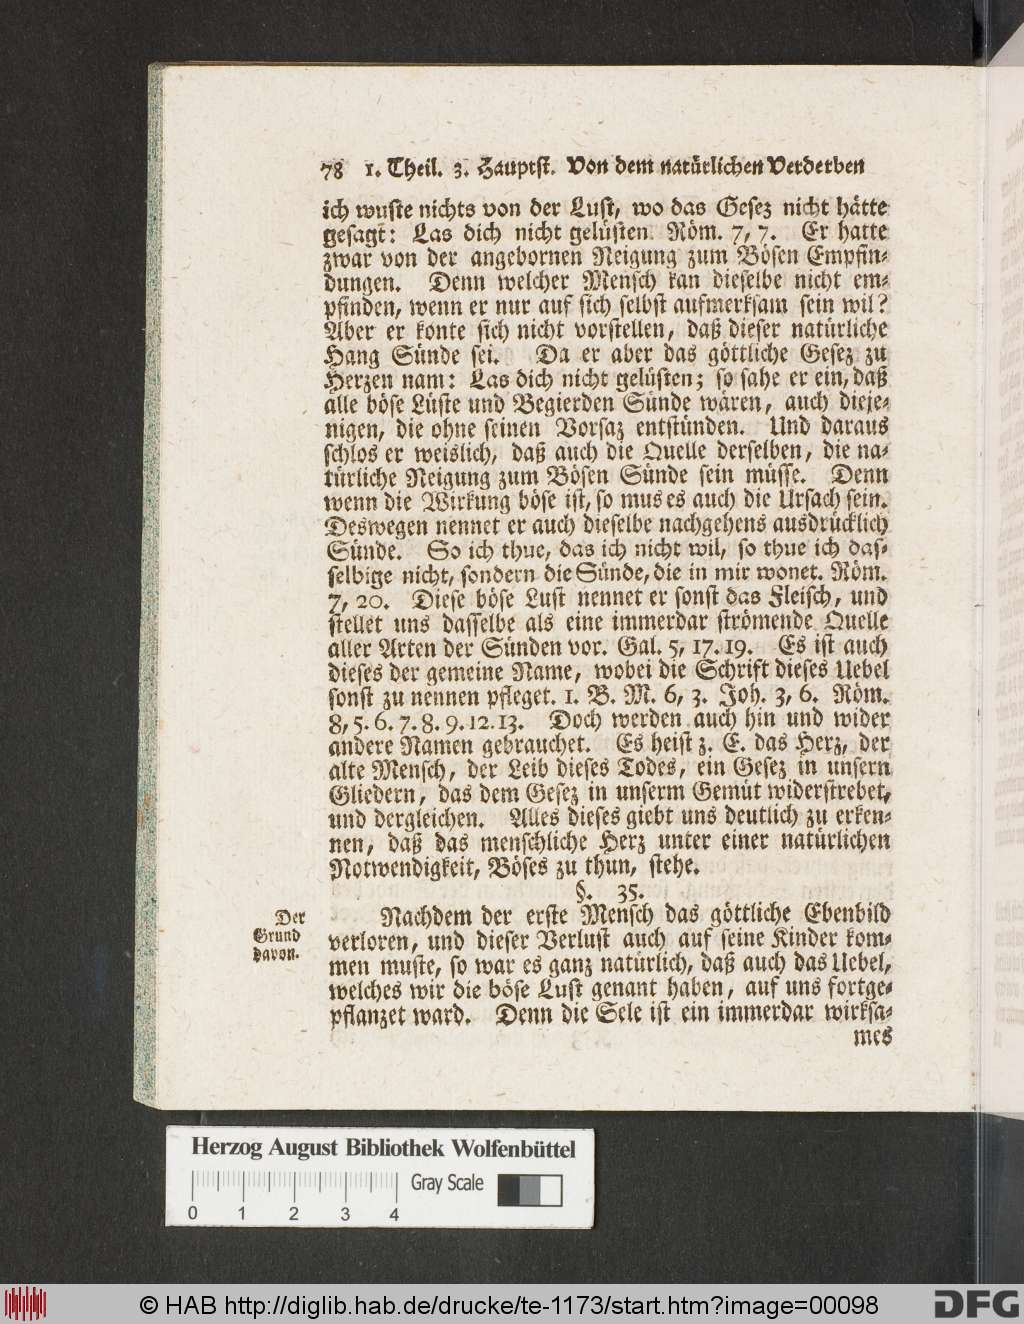 78 1. Theil. 3. Hauptst. Von dem natürlichen Verderben
ich wuste nichts von der Lust, wo das Gesez nicht hätte
gesagt: Las dich nicht gelüsten. Röm. 7, 7. Er hatte
zwar von der angebornen Neigung zum Bösen Empfin-
dungen. Denn welcher Mensch kan dieselbe nicht em-
pfinden, wenn er nur auf sich selbst aufmerksam sein wil?
Aber er konte sich nicht vorstellen, daß dieser natürliche
Hang Sünde sei. Da er aber das göttliche Gesez zu
Herzen nam: Las dich nicht gelüsten; so sahe er ein, daß
alle böse Lüste und Begierden Sünde wären, auch dieje-
nigen, die ohne seinen Vorsaz entstünden. Und daraus
schlos er weislich, daß auch die Quelle derselben, die na-
türliche Neigung zum Bösen Sünde sein müsse. Denn
wenn die Wirkung böse ist, so mus es auch die Ursach sein.
Deswegen nennet er auch dieselbe nachgehens ausdrücklich
Sünde. So ich thue, das ich nicht wil, so thue ich das-
selbige nicht, sondern die Sünde, die in mir wonet. Röm.
7, 20. Diese böse Lust nennet er sonst das Fleisch, und
stellet uns dasselbe als eine immerdar strömende Quelle
aller Arten der Sünden vor. Gal. 5, 17. 19. Es ist auch
dieses der gemeine Name, wobei die Schrift dieses Uebel
sonst zu nennen pfleget. 1. B. M. 6, 3. Joh. 3, 6. Röm.
8, 5. 6. 7. 8. 9. 12. 13. Doch werden auch hin und wider
andere Namen gebrauchet. Es heist z. E. das Herz, der
alte Mensch, der Leib dieses Todes, ein Gesez in unsern
Gliedern, das dem Gesez in unserm Gemüt widerstrebet,
und dergleichen. Alles dieses giebt uns deutlich zu erken-
nen, daß das menschliche Herz unter einer natürlichen
Notwendigkeit, Böses zu thun, stehe.
§. 35.
Der
Grund
davon.
Nachdem der erste Mensch das göttliche Ebenbild
verloren, und dieser Verlust auch auf seine Kinder kom-
men muste, so war es ganz natürlich, daß auch das Uebel,
welches wir die böse Lust genant haben, auf uns fortge-
pflanzet ward. Denn die Sele ist ein immerdar wirksa-
mes
Herzog August Bibliothek Wolfenbüttel
Gray Scale
0 1 2 3 4
© HAB http://diglib.hab.de/drucke/te-1173/start.htm?image=00098
DFG